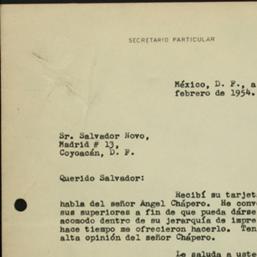 SECRETARIO PARTICULAR
México, D. F., a
febrero de 1954.
Sr. Salvador Novo,
Madrid # 13,
Coyoacán, D. F.
Querido Salvador:
Recibí su tarjeta
habla del señor Angel Chápero. He conve
sus superiores a fin de que pueda dárse
acomodo dentro de su jerarquía de impre
hace tiempo me ofrecieron hacerlo. Ten
alta opinión del señor Chápero.
Le saluda a uste